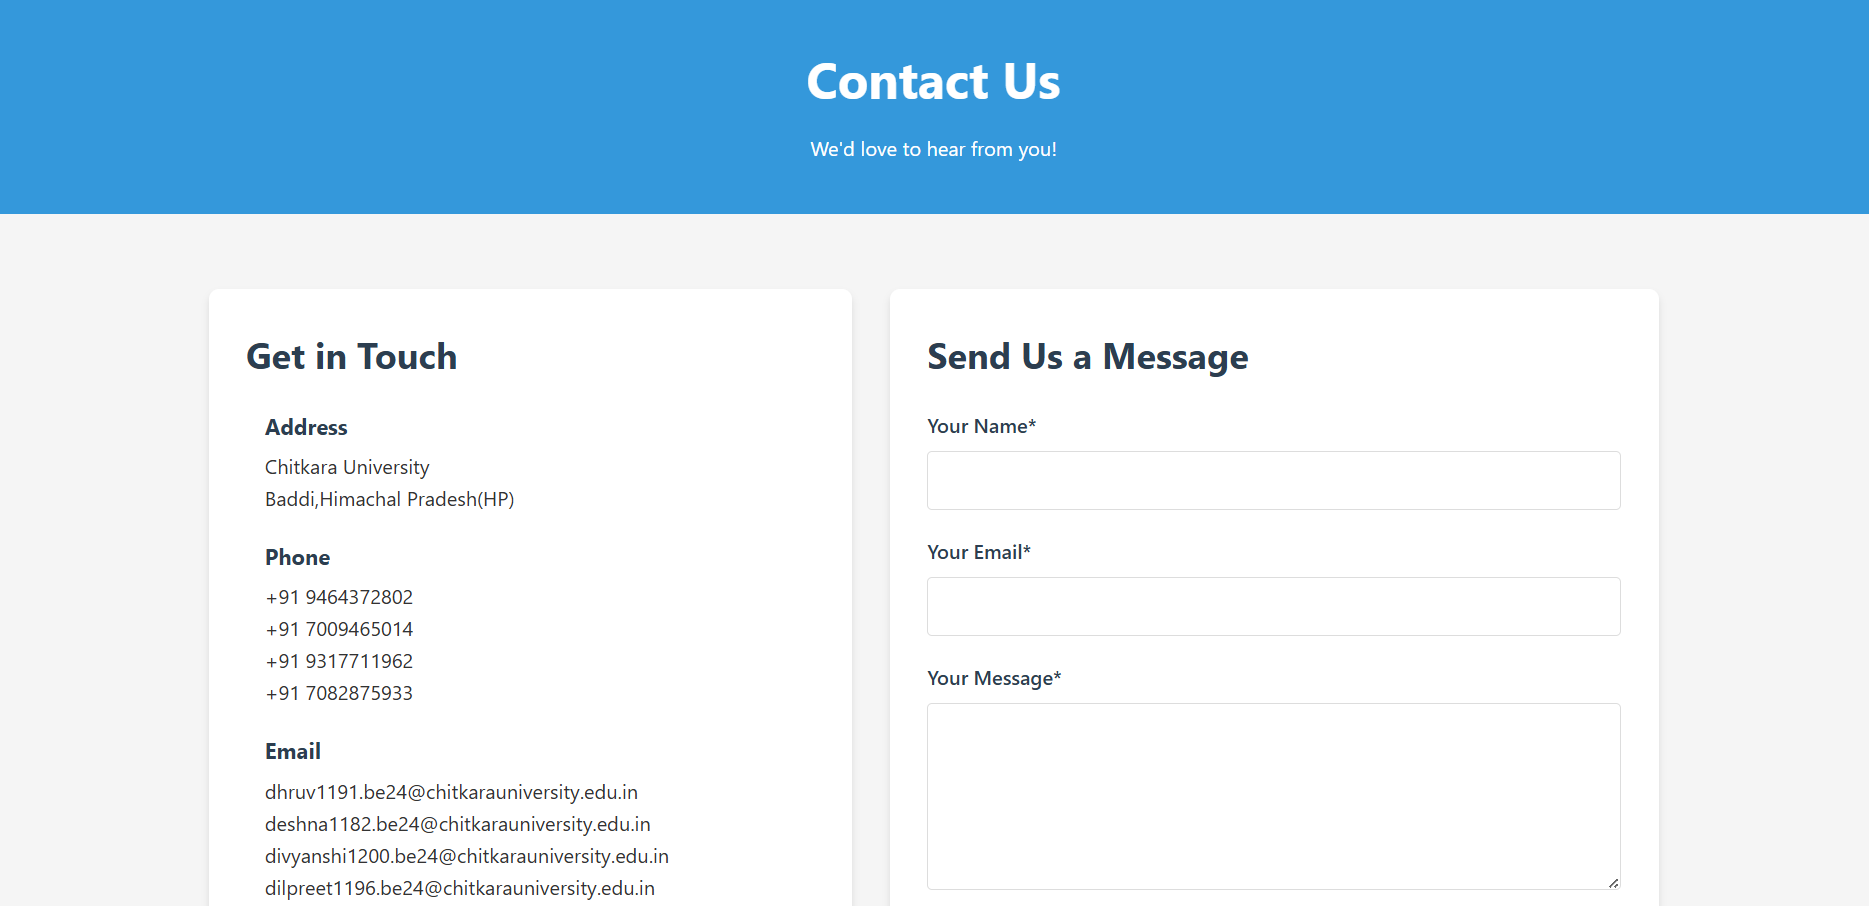 Contact Us
We'd love to hear from you!
Get in Touch
Address
Chitkara University
Baddi,Himachal Pradesh(HP)
Phone
+91 9464372802
+91 7009465014
+91 9317711962
+91 7082875933
Email
dhruv1191.be24@chitkarauniversity.edu.in
deshna1182.be24@chitkarauniversity.edu.in
divyanshi1200.be24@chitkarauniversity.edu.in
dilpreet1196.be24@chitkarauniversity.edu.in
Send Us a Message
Your Name*
Your Email*
Your Message*